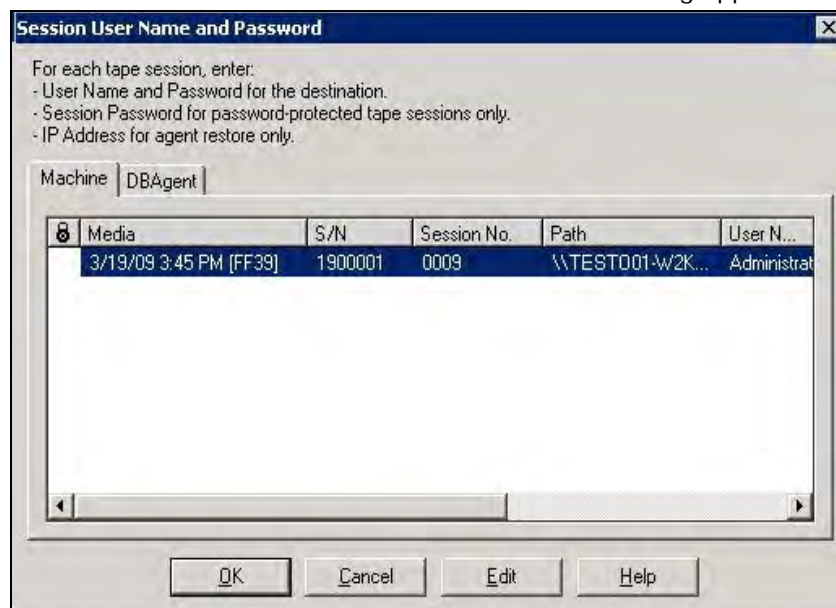 Session User Name and Password
For each tape session, enter:
- User Name and Password for the destination.
- Session Password for password-protected tape sessions only.
- IP Address for agent restore only.
Machine DBAgent
Media S/N Session No. Path User N...
3/19/09 3:45 PM [FF39] 1900001 0009 \\TEST001-W2K... Administrat
OK Cancel Edit Help